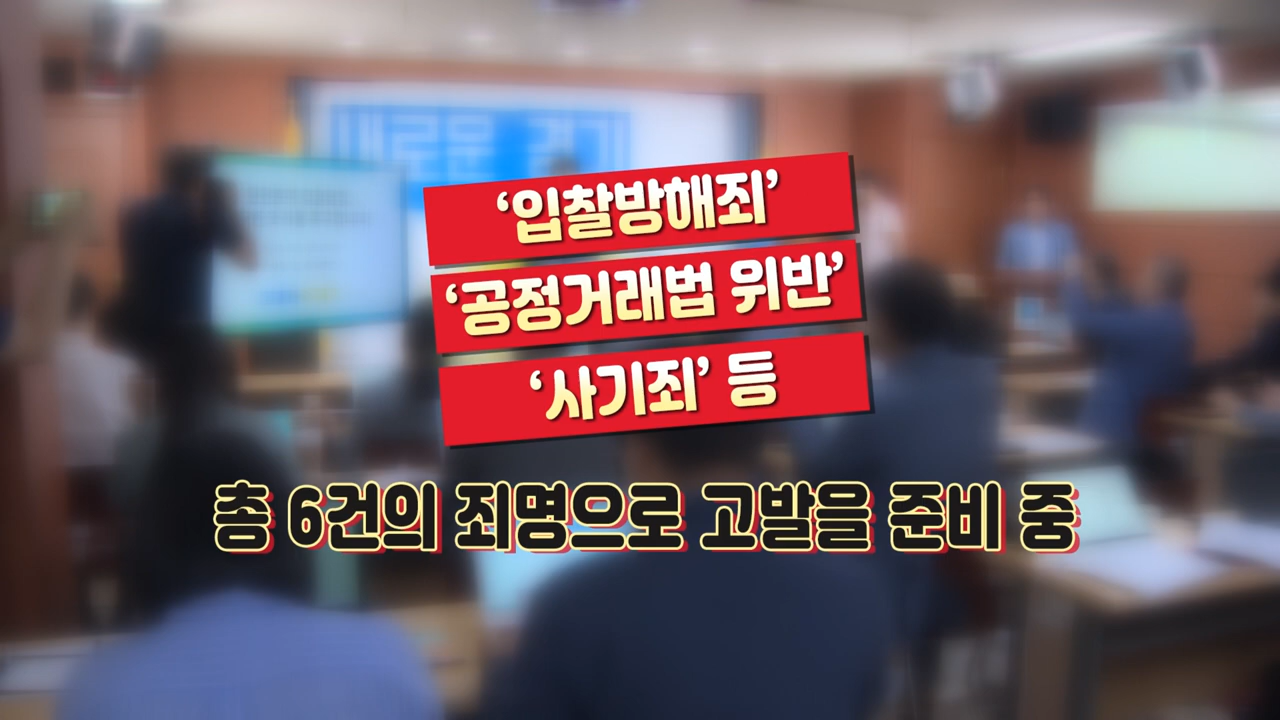 ‘입찰방해죄’
‘공정거래법 위반’
‘사기죄’ 등
총 6건의 죄명으로 고발을 준비 중